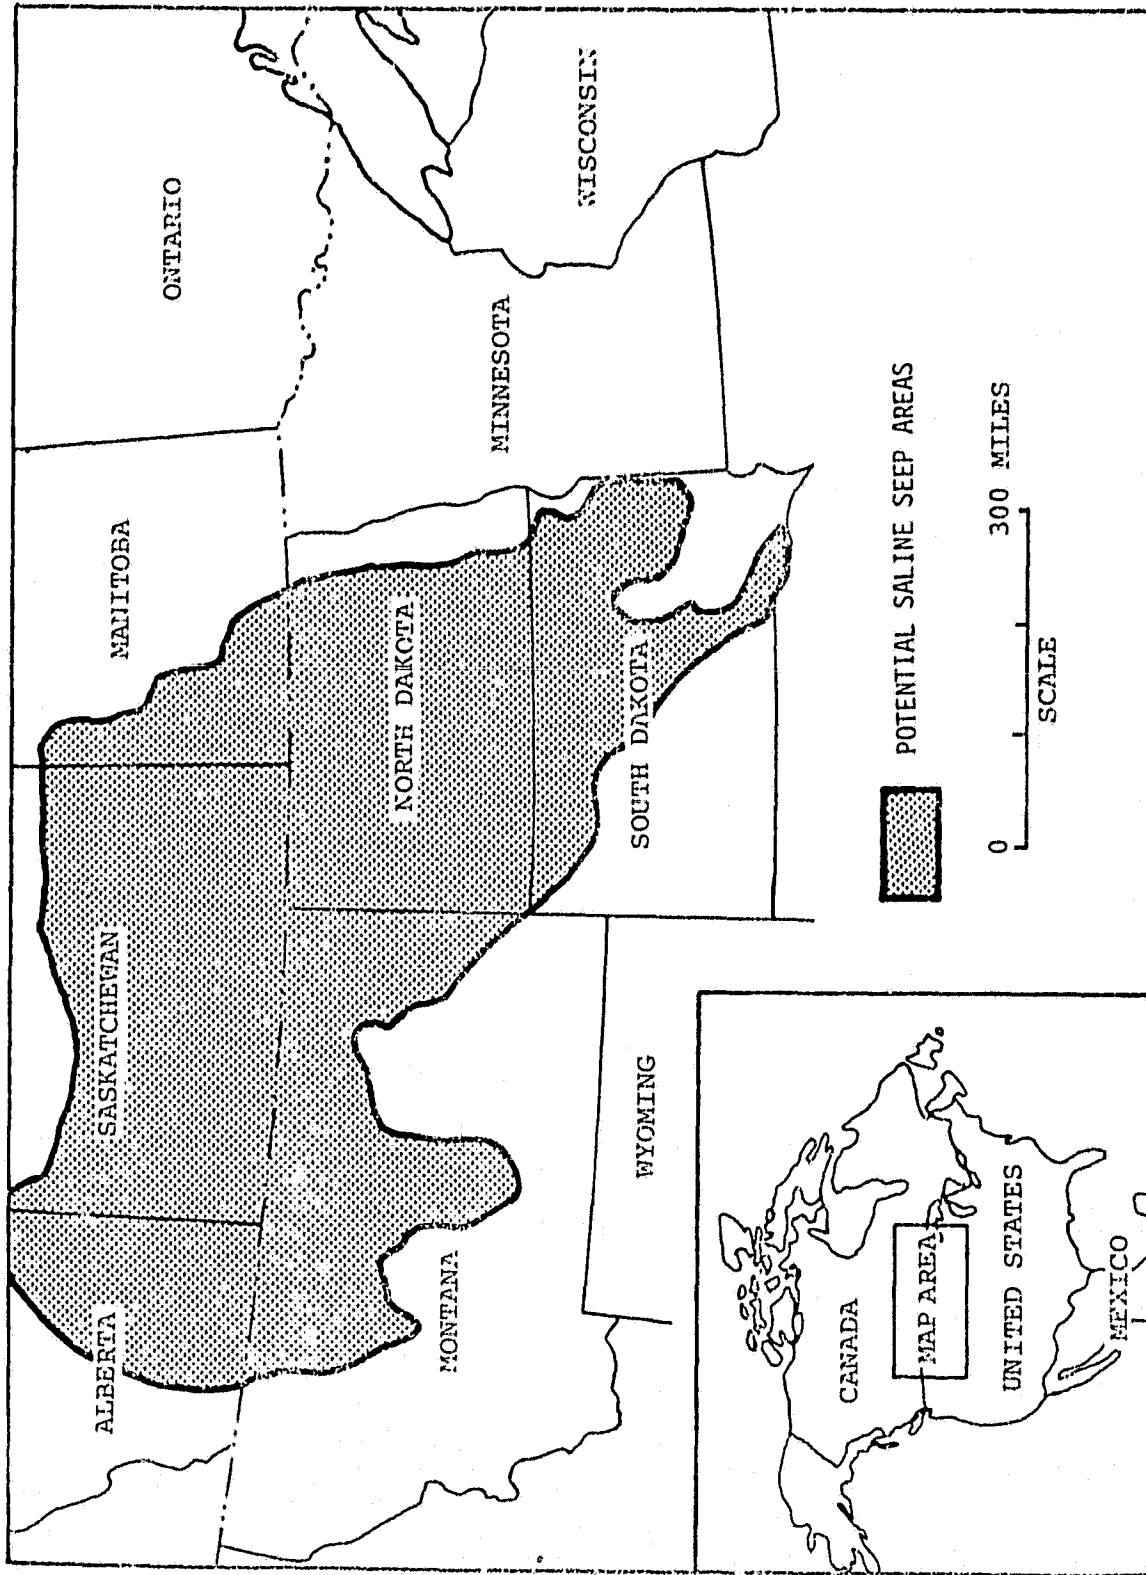 ALBERTA
SASKATCHEWAN
MANITOBA
ONTARIO
MONTANA
NORTH DAKOTA
MINNESOTA
WISCONSIN
WYOMING
SOUTH DAKOTA
CANADA
MAP AREA
UNITED STATES
MEXICO
POTENTIAL SALINE SEEP AREAS
0 300 MILES
SCALE